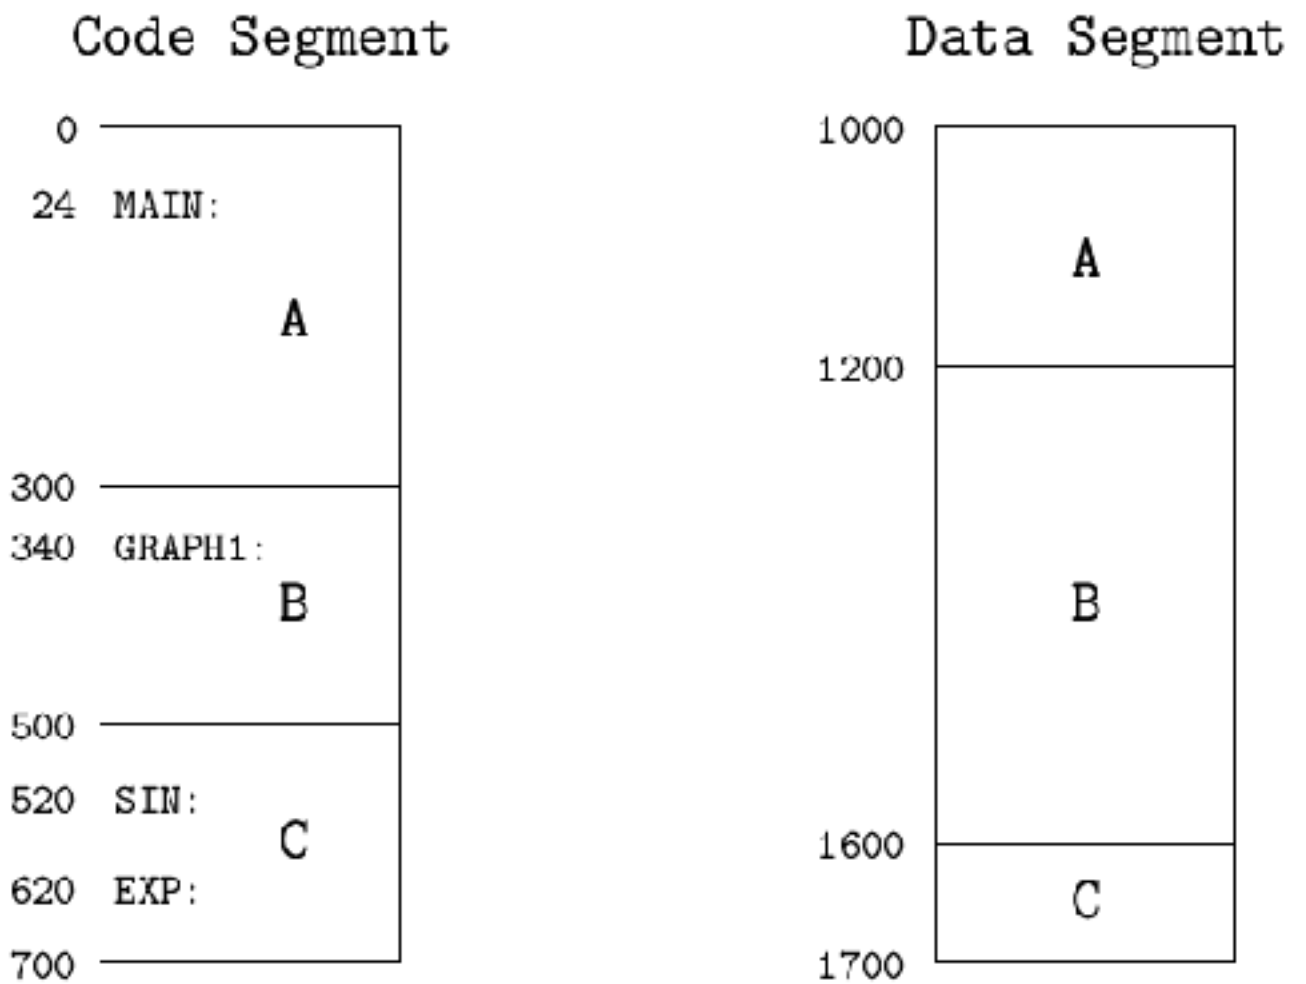 Code Segment
0
24 MAIN:
A
300
340 GRAPH1:
B
500
520 SIN:
C
620 EXP:
700
Data Segment
1000
A
1200
B
1600
C
1700